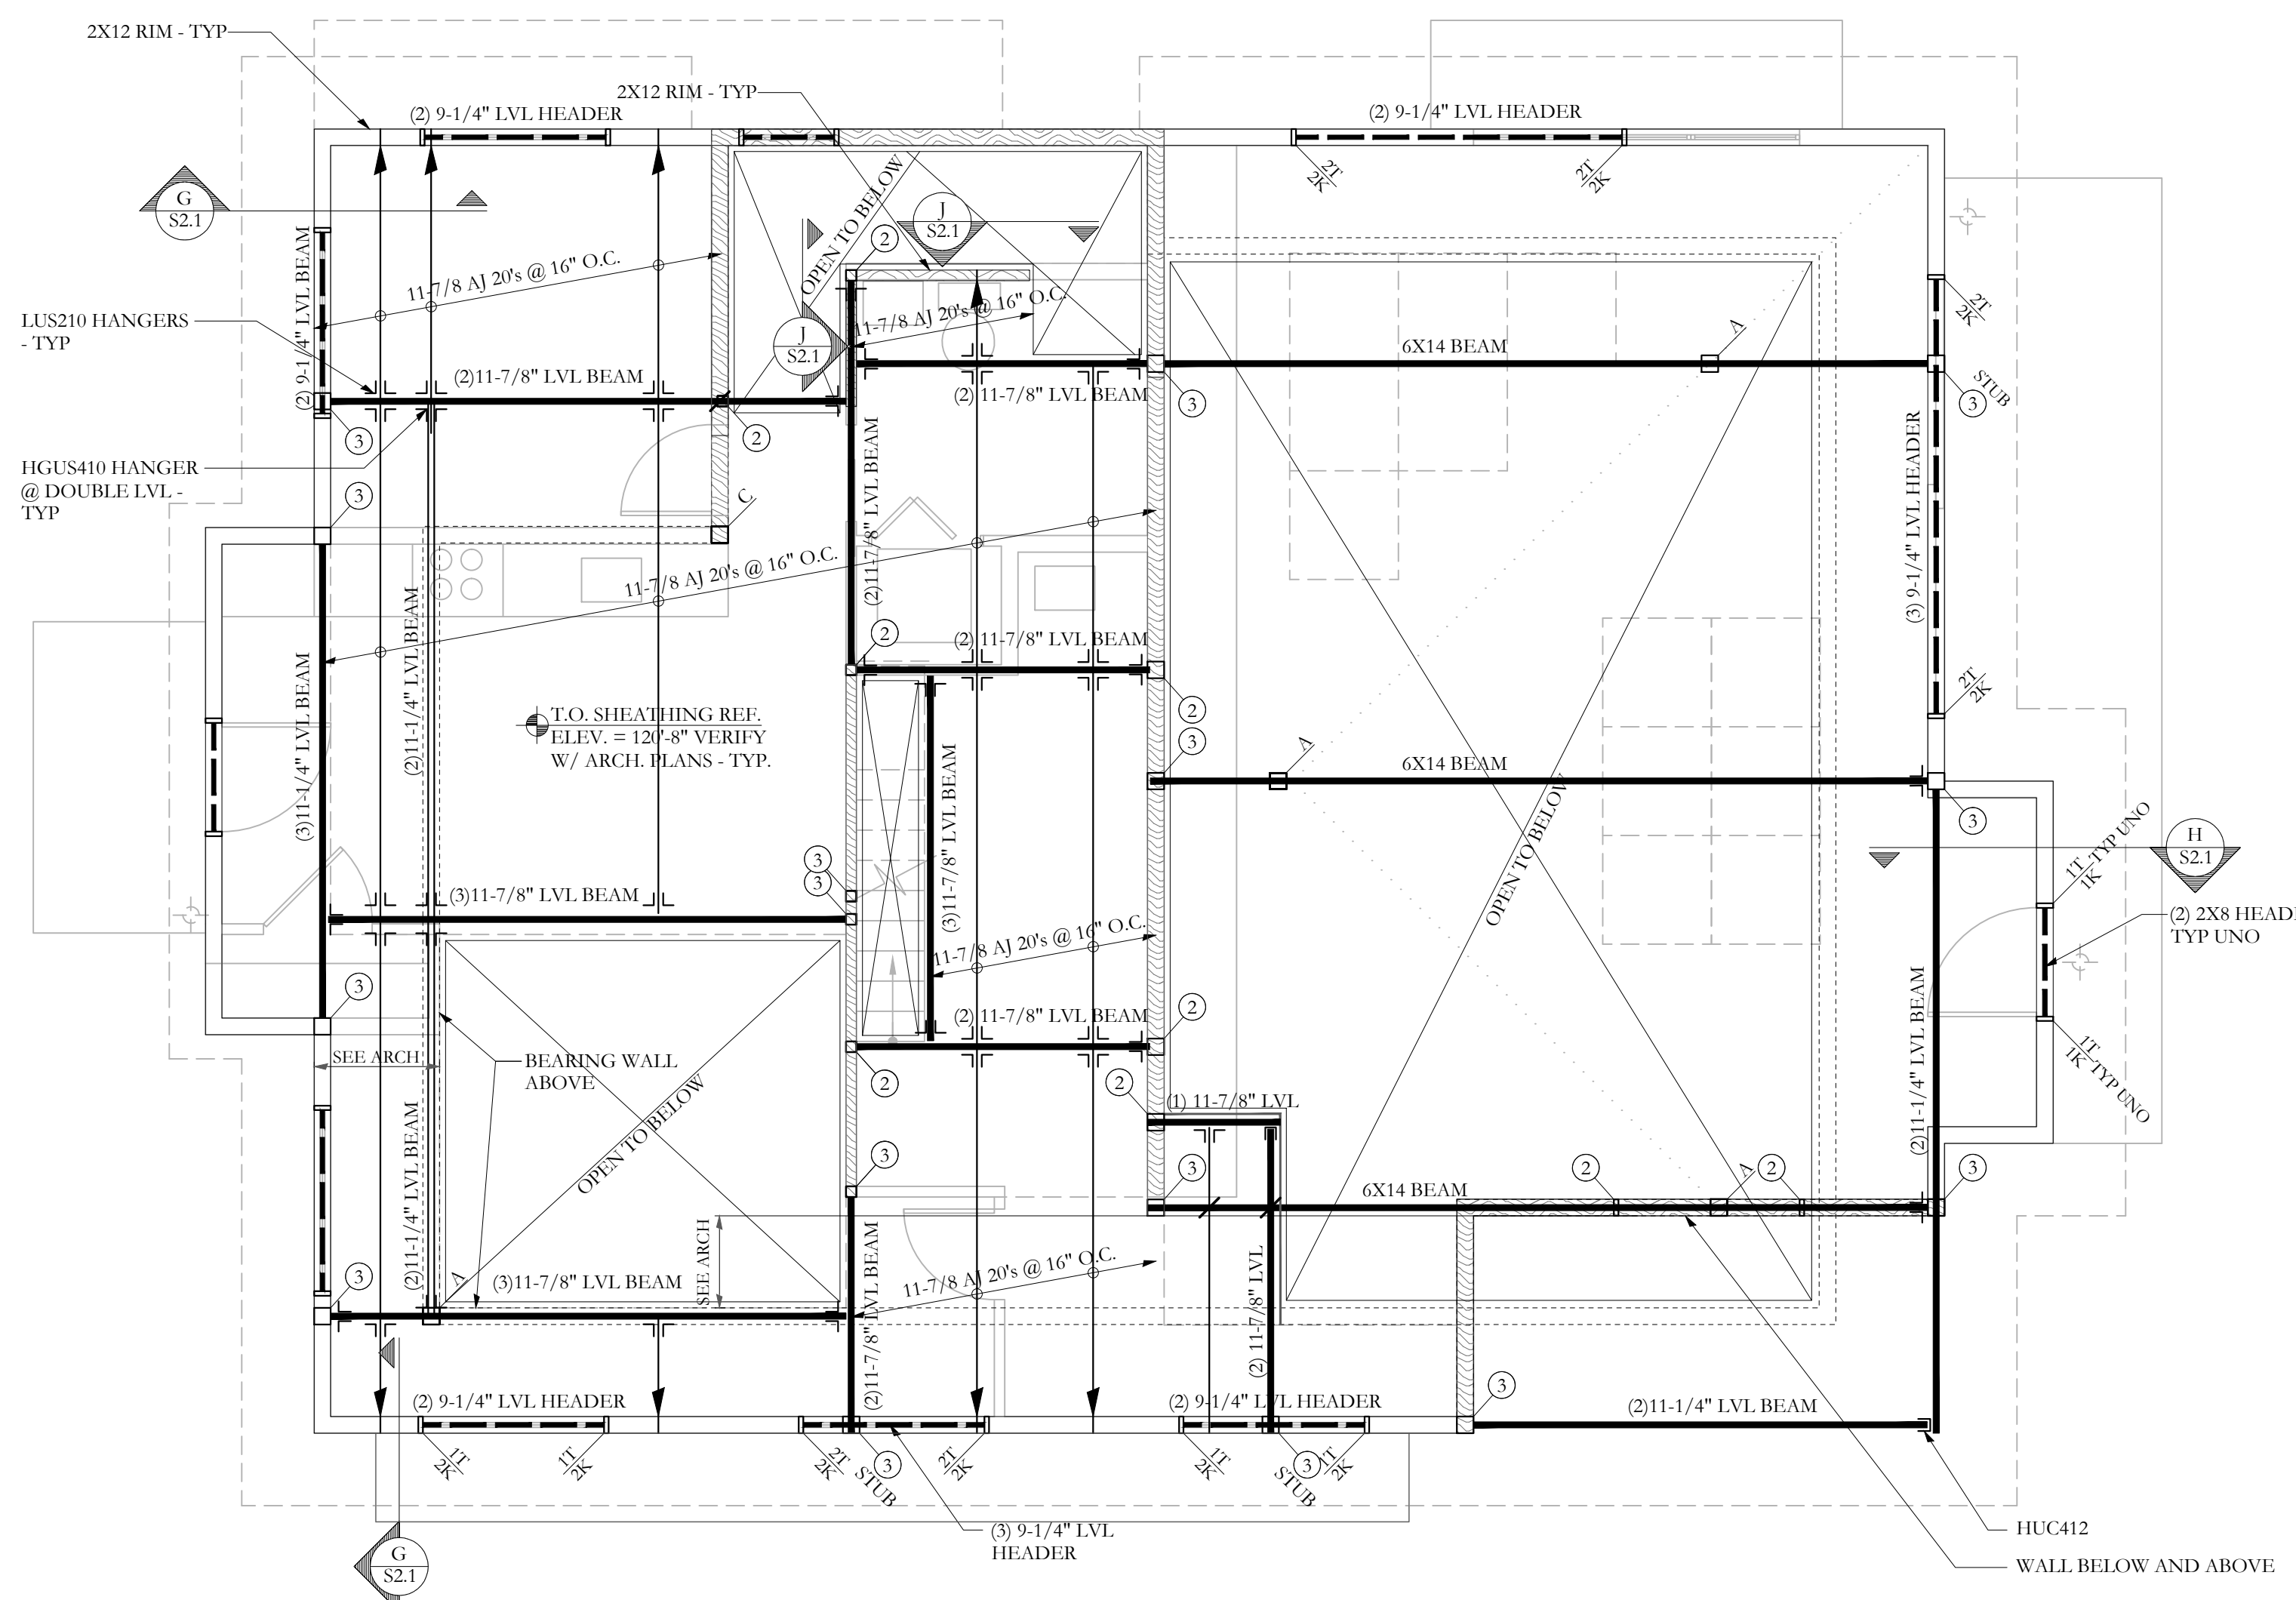 2X12 RIM - TYP
2X12 RIM - TYP
(2) 9-1/4" LVL HEADER
(2) 9-1/4" LVL HEADER
2T
2K
2T
2K
G
S2.1
J
S2.1
2
OPEN TO BELOW
(2) 9-1/4" LVL BEAM
11-7/8 AJ 20's @ 16" O.C.
11-7/8 AJ 20's @ 16" O.C.
2T
2K
LUS210 HANGERS
- TYP
J
S2.1
A
6X14 BEAM
(2)11-7/8" LVL BEAM
(2) 11-7/8" LVL BEAM
STUB
3
3
3
2
HGUS410 HANGER
@ DOUBLE LVL -
TYP
3
C
(2)11-7/8" LVL BEAM
(3) 9-1/4" LVL HEADER
11-7/8 AJ 20's @ 16" O.C.
2
(2) 11-7/8" LVL BEAM
(3)11-1/4" LVL BEAM
(2)11-1/4" LVL BEAM
2T
2K
2
3
T.O. SHEATHING REF.
ELEV. = 120'-8" VERIFY
W/ ARCH. PLANS - TYP.
A
6X14 BEAM
3
(3)11-7/8" LVL BEAM
OPEN TO BELOW
H
S2.1
3
3
1T
1K
TYP UNO
(3)11-7/8" LVL BEAM
(2) 2X8 HEAD
TYP UNO
11-7/8 AJ 20's @ 16" O.C.
3
2
(2) 11-7/8" LVL BEAM
SEE ARCH
BEARING WALL
ABOVE
1T
1K
TYP UNO
2
2
(1) 11-7/8" LVL
(2)11-1/4" LVL BEAM
OPEN TO BELOW
(2)11-1/4" LVL BEAM
3
3
2
A
2
3
6X14 BEAM
SEE ARCH
3
A
(3)11-7/8" LVL BEAM
11-7/8 AJ 20's @ 16" O.C.
(2)11-7/8" LVL BEAM
(2) 11-7/8" LVL
3
(2) 9-1/4" LVL HEADER
(2) 9-1/4" LVL HEADER
(2)11-1/4" LVL BEAM
1T
2K
1T
2K
2T
2K
STUB
3
2T
2K
1T
2K
STUB
3
1T
2K
(3) 9-1/4" LVL
HEADER
HUC412
WALL BELOW AND ABOVE
G
S2.1